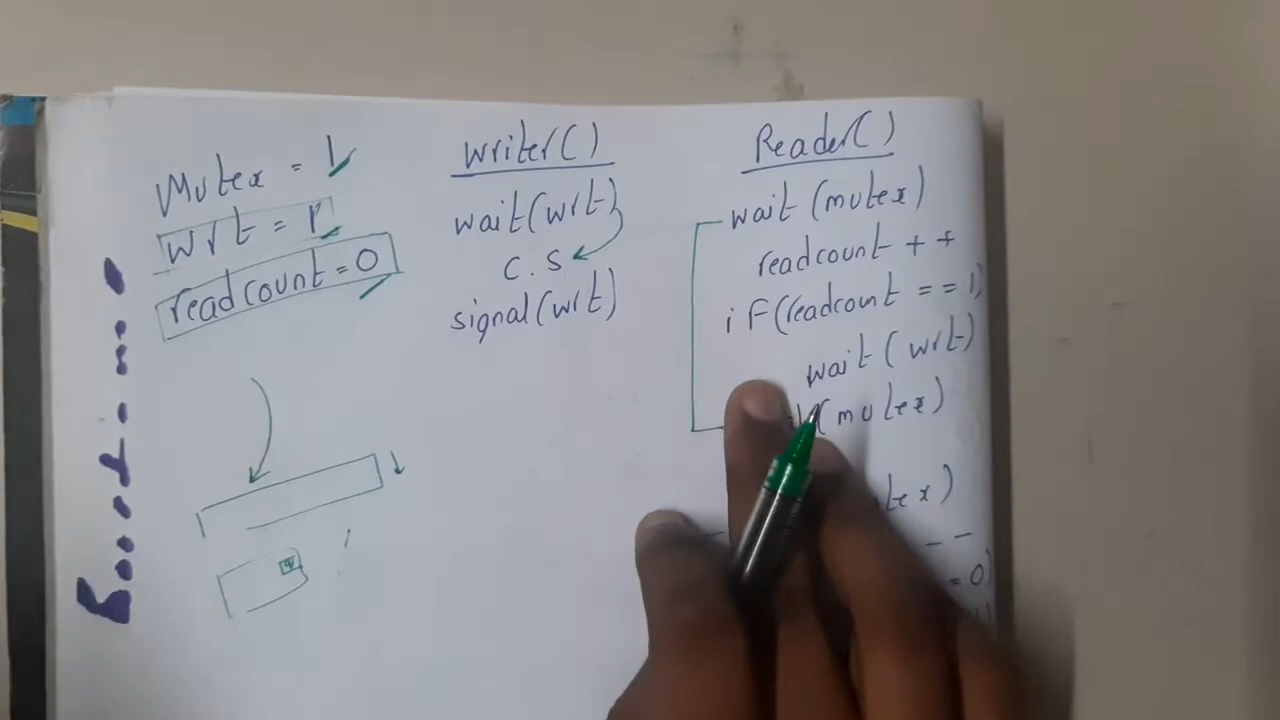 Mutex = 1
wrt = 1
readcount = 0
writer()
wait(wrt)
C.S
signal(wrt)
Reader()
wait (mutex)
readcount ++
iF(readcount == 1)
wait (wrt)
(mutex)
)
--
= 0)